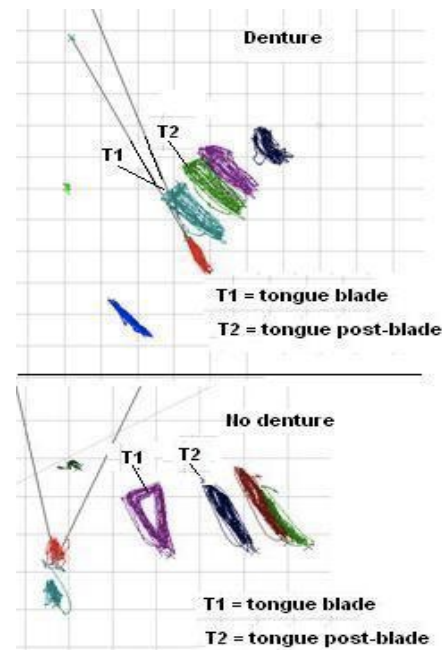 Denture
T2
T1
T1 = tongue blade
T2 = tongue post-blade
No denture
T1
T2
T1 = tongue blade
T2 = tongue post-blade